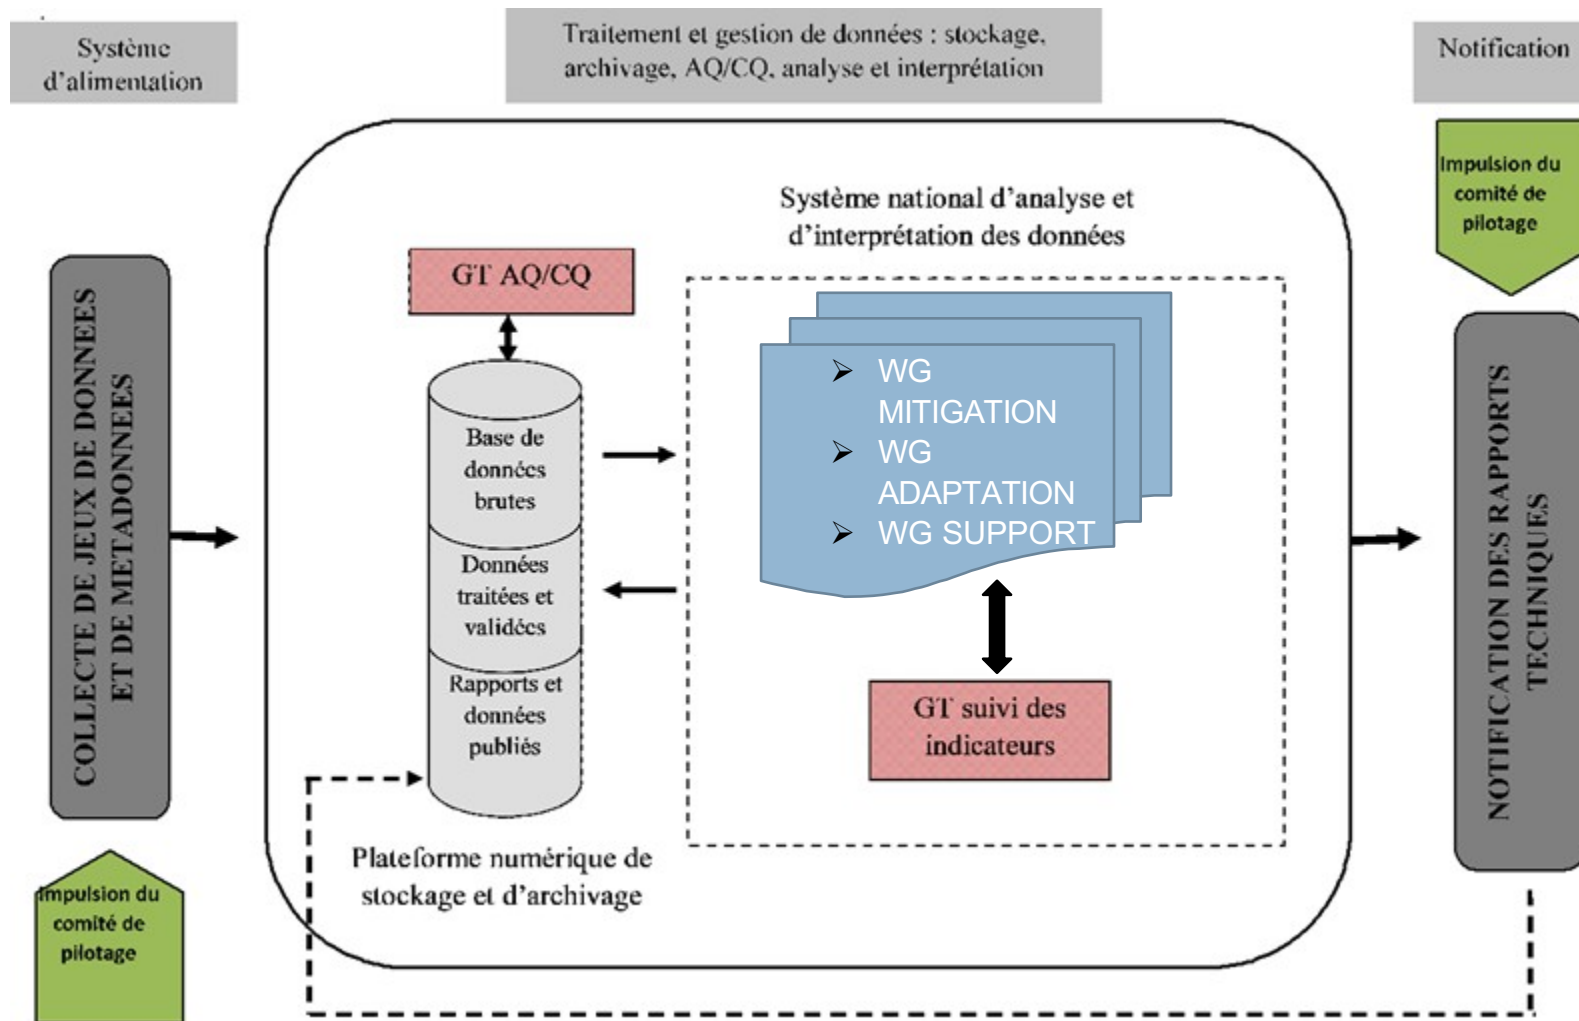 Système
d'alimentation
Traitement et gestion de données : stockage,
archivage, AQ/CQ, analyse et interprétation
Notification
Impulsion du
comité de
pilotage
Système national d'analyse et
d'interprétation des données
GT AQ/CQ
COLLECTE DE JEUX DE DONNEES
ET DE METADONNEES
Base de
données
brutes
Données
traitées et
validées
Rapports et
données
publiés
➢ WG
MITIGATION
➢ WG
ADAPTATION
➢ WG SUPPORT
GT suivi des
indicateurs
NOTIFICATION DES RAPPORTS
TECHNIQUES
Plateforme numérique de
stockage et d'archivage
Impulsion du
comité de
pilotage